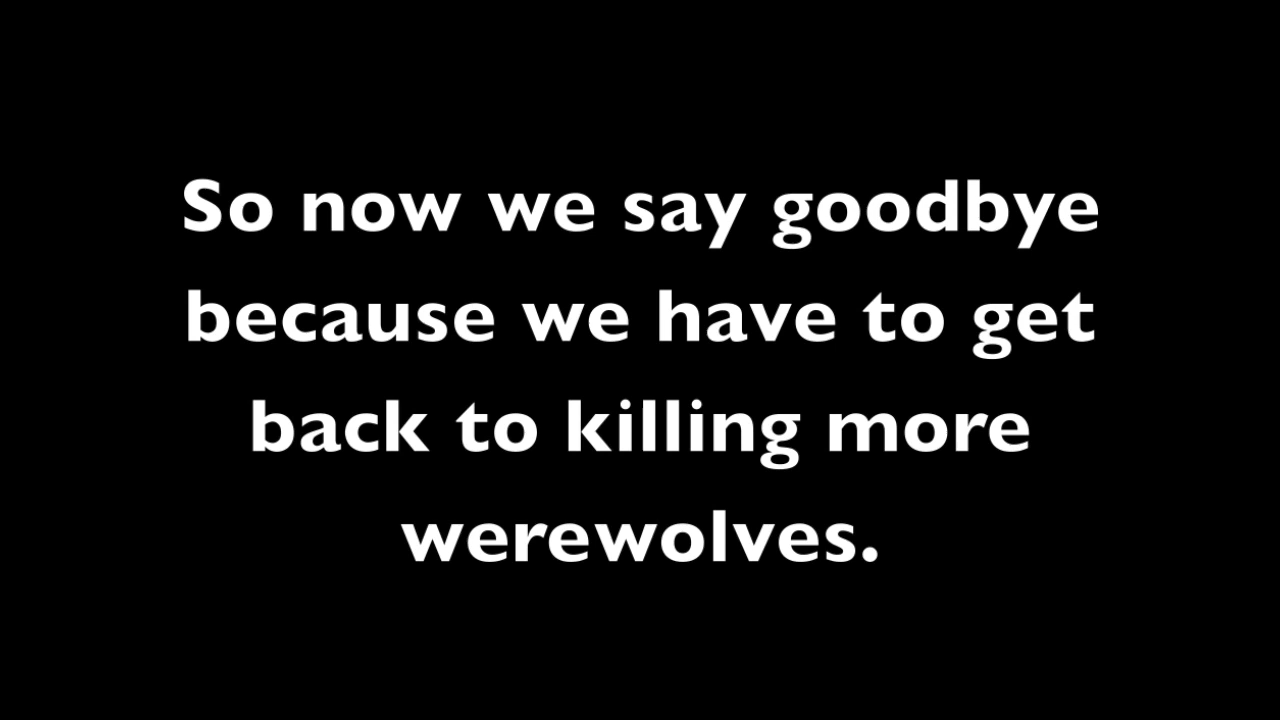 So now we say goodbye
because we have to get
back to killing more
werewolves.